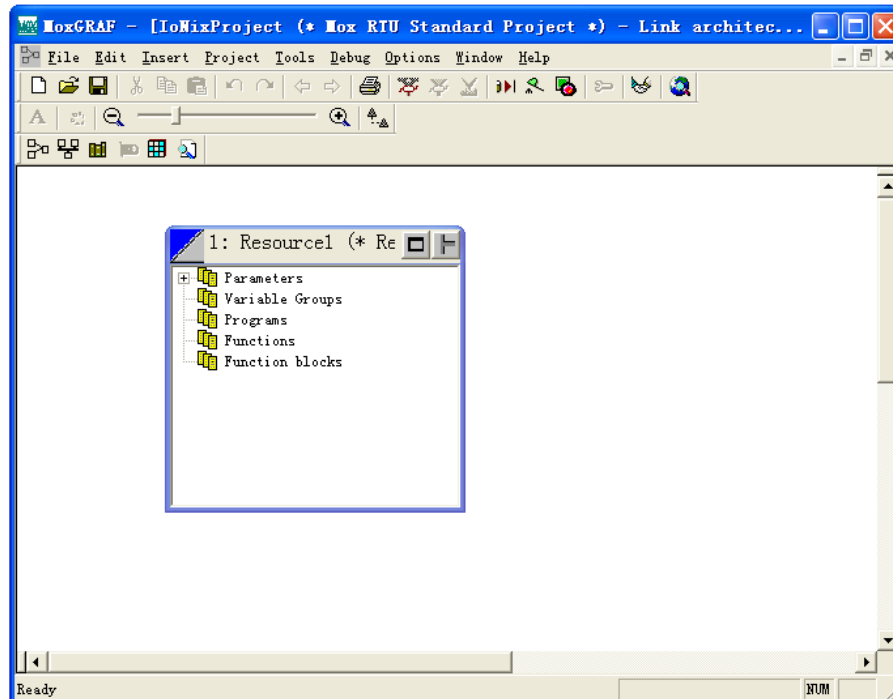 MoxGRAF - [IoNixProject (* Mox RTU Standard Project *) - Link architec...
File Edit Insert Project Tools Debug Options Window Help
A
1: Resource1 (* Re
Parameters
Variable Groups
Programs
Functions
Function blocks
Ready NUM